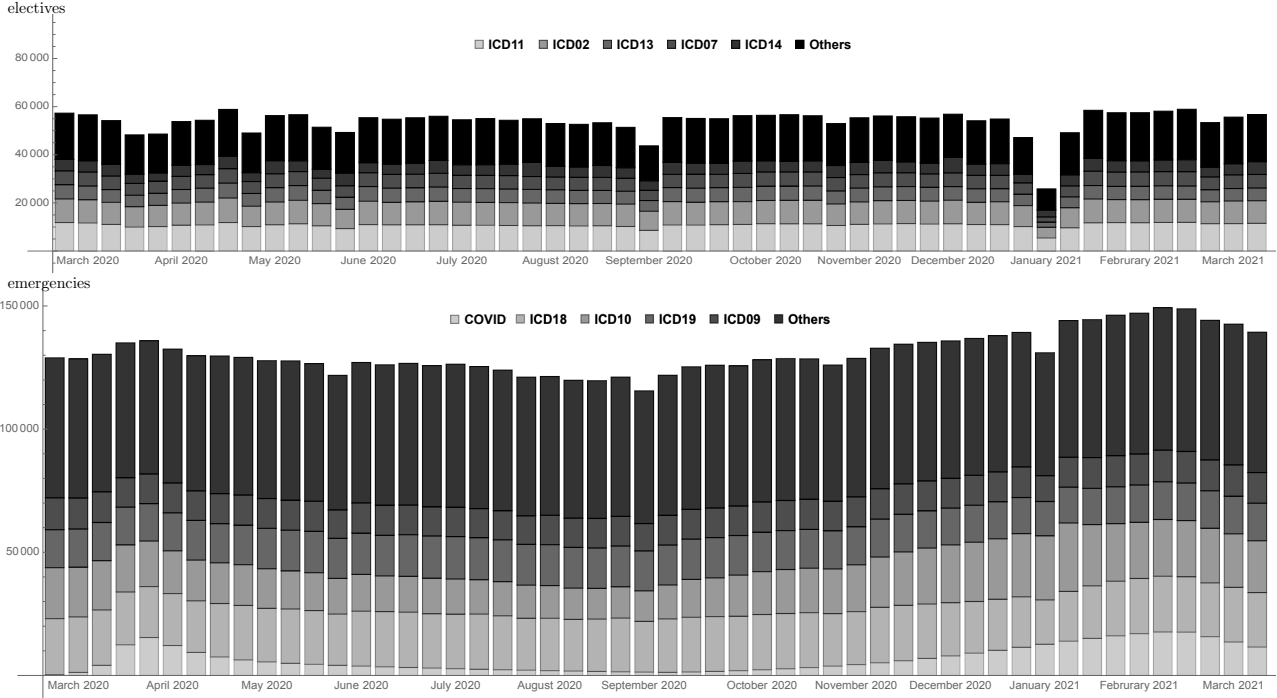 electives
ICD11 ICD02 ICD13 ICD07 ICD14 Others
80 000
60 000
40 000
20 000
March 2020 April 2020 May 2020 June 2020 July 2020 August 2020 September 2020 October 2020 November 2020 December 2020 January 2021 Februrary 2021 March 2021
emergencies
150 000
COVID ICD18 ICD10 ICD19 ICD09 Others
100 000
50 000
March 2020 April 2020 May 2020 June 2020 July 2020 August 2020 September 2020 October 2020 November 2020 December 2020 January 2021 Februrary 2021 March 2021